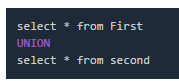 select * from First
UNION
select * from second